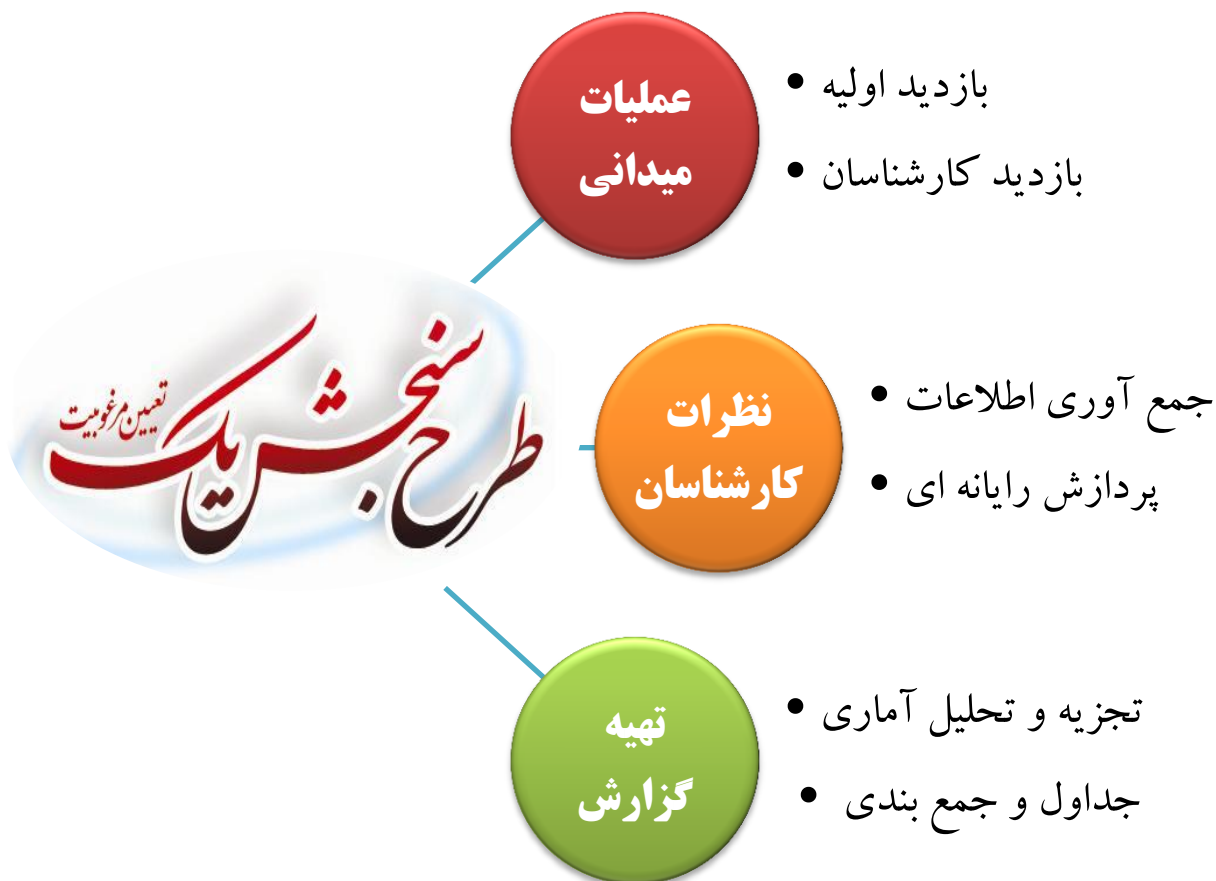 عملیات
میدانی
بازدید اولیه
بازدید کارشناسان
طرح سنجش یک
تعیین مرغوبیت
نظرات
کارشناسان
جمع آوری اطلاعات
پردازش رایانه ای
تهیه
گزارش
تجزیه و تحلیل آماری
جداول و جمع بندی